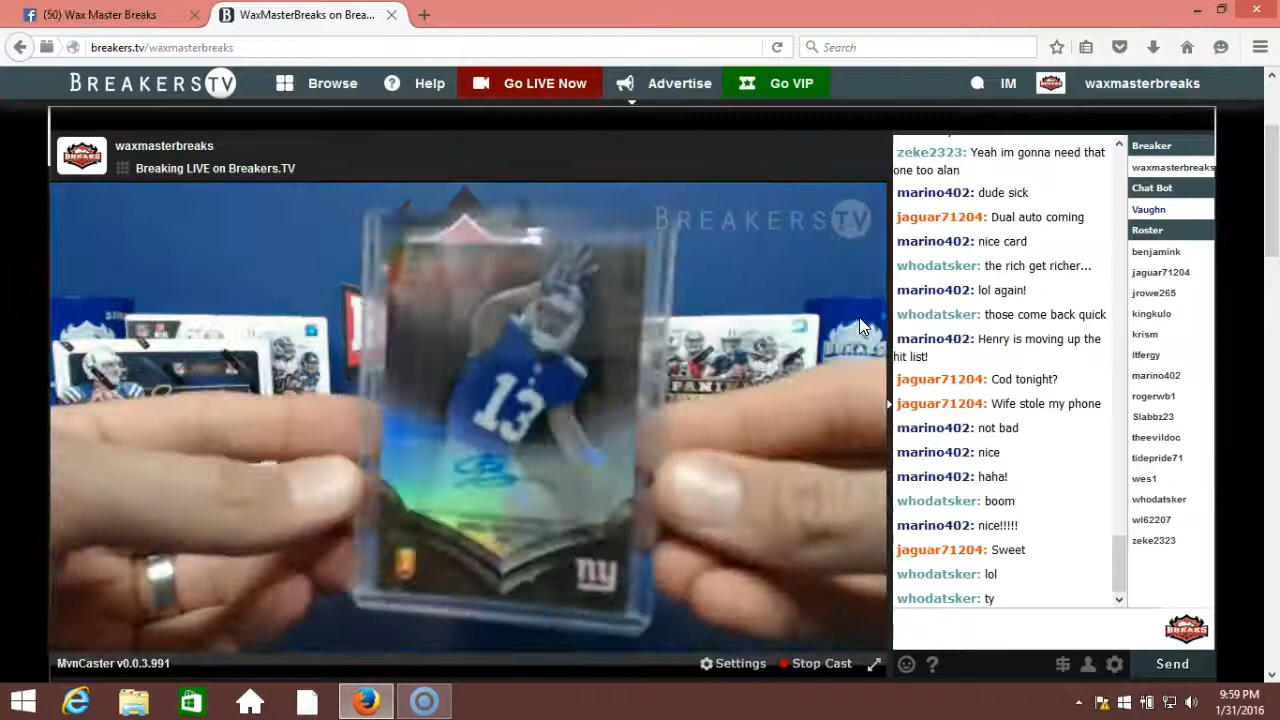 (50) Wax Master Breaks
WaxMasterBreaks on Brea...
breakers.tv/waxmasterbreaks
Search
BREAKERS TV
Browse
Help
Go LIVE Now
Advertise
Go VIP
IM
waxmasterbreaks
BREAKS
waxmasterbreaks
Breaking LIVE on Breakers.TV
BREAKERS TV
13
ny
PANINI
zeke2323: Yeah im gonna need that
one too alan
marino402: dude sick
jaguar71204: Dual auto coming
marino402: nice card
whodatsker: the rich get richer...
marino402: lol again!
whodatsker: those come back quick
marino402: Henry is moving up the
hit list!
jaguar71204: Cod tonight?
jaguar71204: Wife stole my phone
marino402: not bad
marino402: nice
marino402: haha!
whodatsker: boom
marino402: nice!!!!!
jaguar71204: Sweet
whodatsker: lol
whodatsker: ty
Breaker
waxmasterbreaks
Chat Bot
Vaughn
Roster
benjamink
jaguar71204
jrowe265
kingkulo
krism
ltfergy
marino402
rogerwb1
Slabbz23
theevildoc
tidepride71
wes1
whodatsker
wl62207
zeke2323
BREAKS
MvnCaster v0.0.3.991
Settings
Stop Cast
Send
9:59 PM
1/31/2016